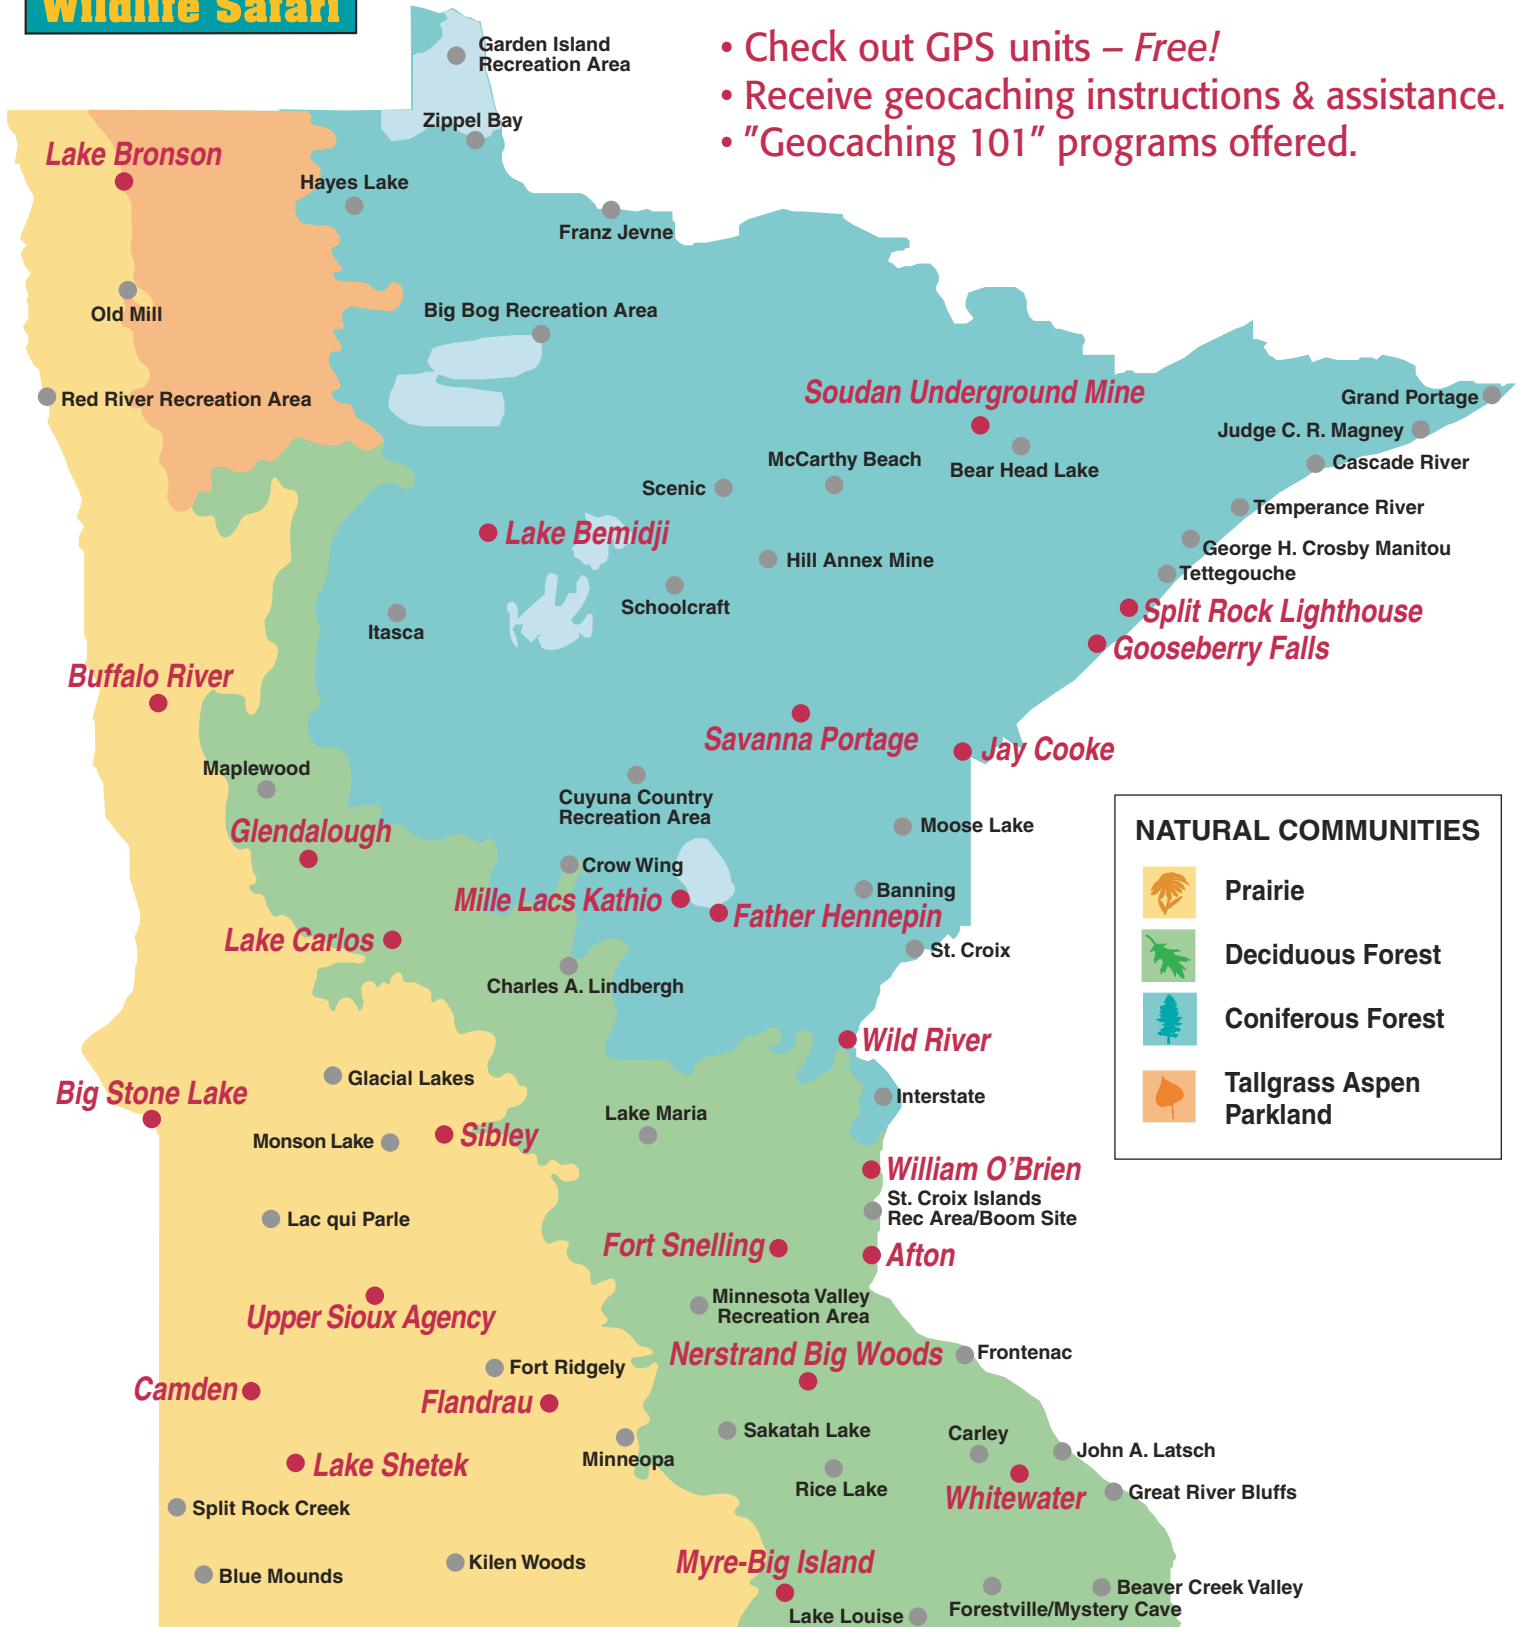 Wildlife Safari
• Check out GPS units – Free!
• Receive geocaching instructions & assistance.
• "Geocaching 101" programs offered.
Garden Island
Recreation Area
Zippel Bay
Lake Bronson
Hayes Lake
Franz Jevne
Old Mill
Big Bog Recreation Area
Red River Recreation Area
Soudan Underground Mine
Grand Portage
Judge C. R. Magney
McCarthy Beach
Bear Head Lake
Cascade River
Scenic
Temperance River
Lake Bemidji
George H. Crosby Manitou
Hill Annex Mine
Tettegouche
Schoolcraft
Split Rock Lighthouse
Itasca
Gooseberry Falls
Buffalo River
Savanna Portage
Jay Cooke
Maplewood
Cuyuna Country
Recreation Area
Moose Lake
Glendalough
Crow Wing
Banning
Mille Lacs Kathio
Father Hennepin
Lake Carlos
St. Croix
Charles A. Lindbergh
NATURAL COMMUNITIES
Prairie
Deciduous Forest
Coniferous Forest
Tallgrass Aspen
Parkland
Wild River
Glacial Lakes
Big Stone Lake
Interstate
Lake Maria
Monson Lake
Sibley
William O'Brien
St. Croix Islands
Rec Area/Boom Site
Lac qui Parle
Fort Snelling
Afton
Minnesota Valley
Recreation Area
Upper Sioux Agency
Nerstrand Big Woods
Frontenac
Fort Ridgely
Camden
Flandrau
Sakatah Lake
Carley
John A. Latsch
Minneopa
Lake Shetek
Rice Lake
Whitewater
Great River Bluffs
Split Rock Creek
Myre-Big Island
Kilen Woods
Blue Mounds
Beaver Creek Valley
Forestville/Mystery Cave
Lake Louise